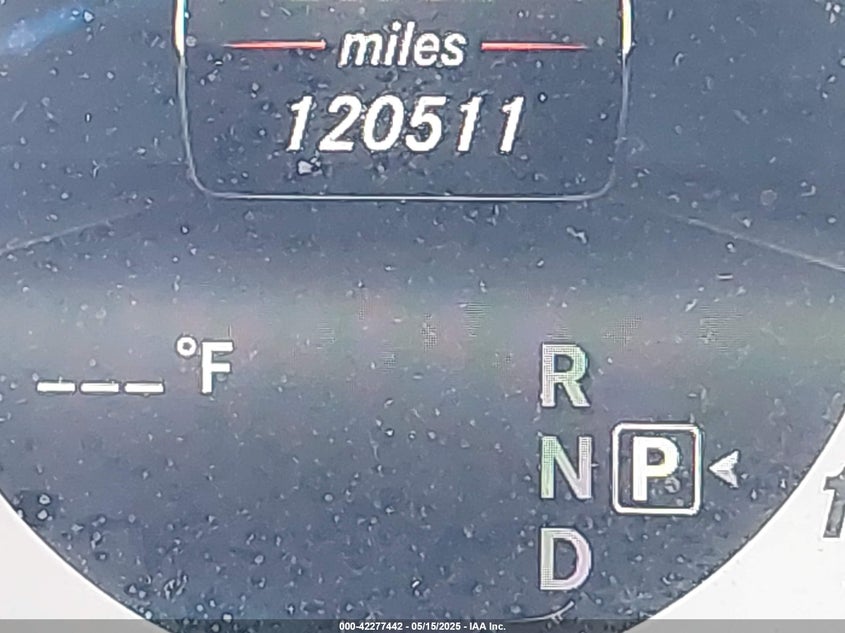 miles
120511
--- °F
R
N P
D
000-42277442 - 05/15/2025 - IAA Inc.